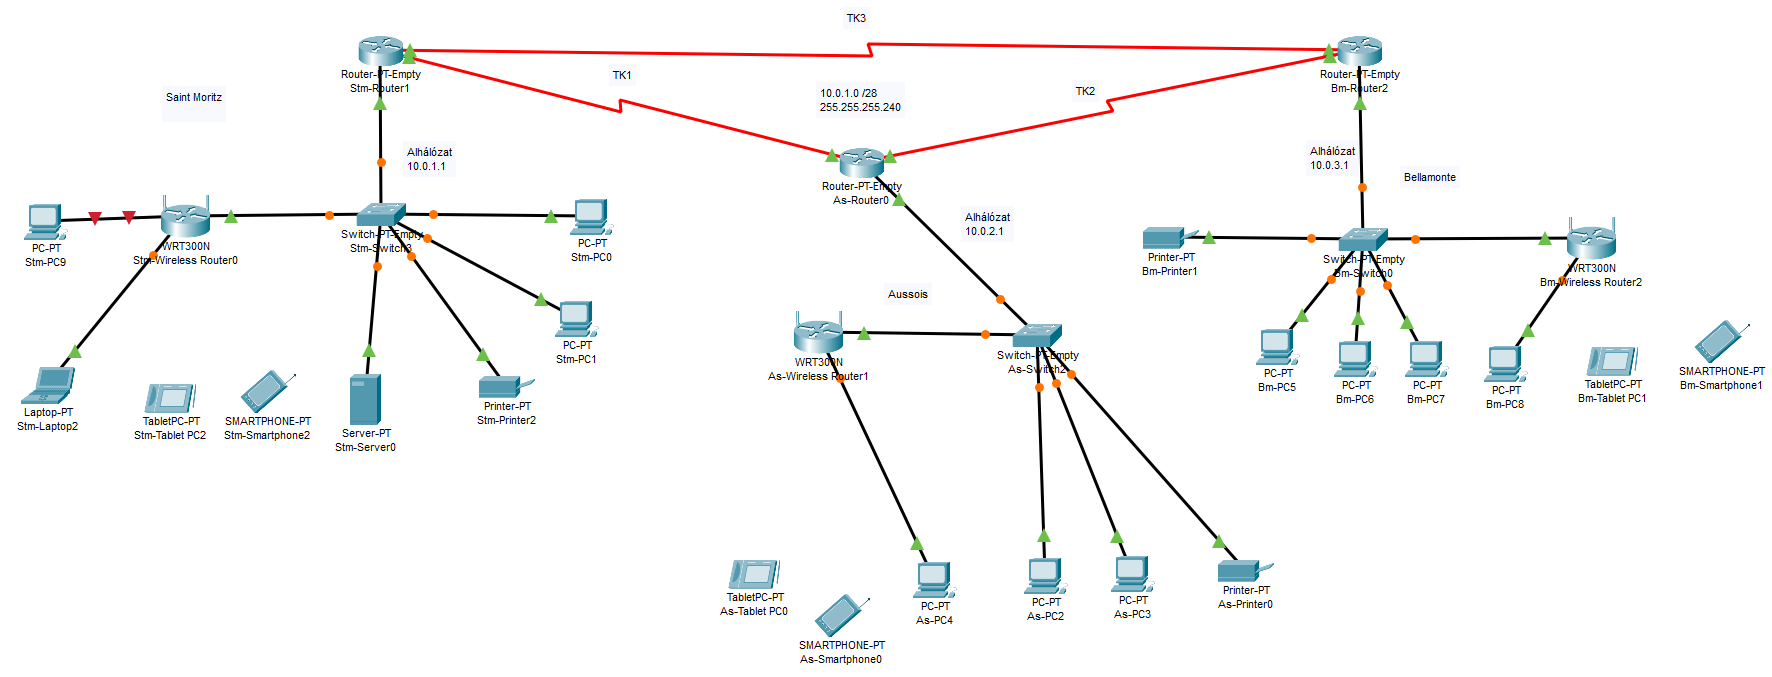 TK3
Router-PT-Empty
Stm-Router1
Router-PT-Empty
Bm-Router2
TK1
TK2
Saint Moritz
10.0.1.0 /28
255.255.255.240
Alhálózat
10.0.1.1
Alhálózat
10.0.3.1
Router-PT-Empty
As-Router0
Bellamonte
Alhálózat
10.0.2.1
PC-PT
Stm-PC9
WRT300N
Stm-Wireless Router0
Switch-PT-Empty
Stm-Switch3
PC-PT
Stm-PC0
Printer-PT
Bm-Printer1
Switch-PT-Empty
Bm-Switch0
WRT300N
Bm-Wireless Router2
Aussois
PC-PT
Stm-PC1
WRT300N
As-Wireless Router1
Switch-PT-Empty
As-Switch2
PC-PT
Bm-PC5
PC-PT
Bm-PC6
PC-PT
Bm-PC7
PC-PT
Bm-PC8
TabletPC-PT
Bm-Tablet PC1
SMARTPHONE-PT
Bm-Smartphone1
Laptop-PT
Stm-Laptop2
TabletPC-PT
Stm-Tablet PC2
SMARTPHONE-PT
Stm-Smartphone2
Server-PT
Stm-Server0
Printer-PT
Stm-Printer2
TabletPC-PT
As-Tablet PC0
SMARTPHONE-PT
As-Smartphone0
PC-PT
As-PC4
PC-PT
As-PC2
PC-PT
As-PC3
Printer-PT
As-Printer0